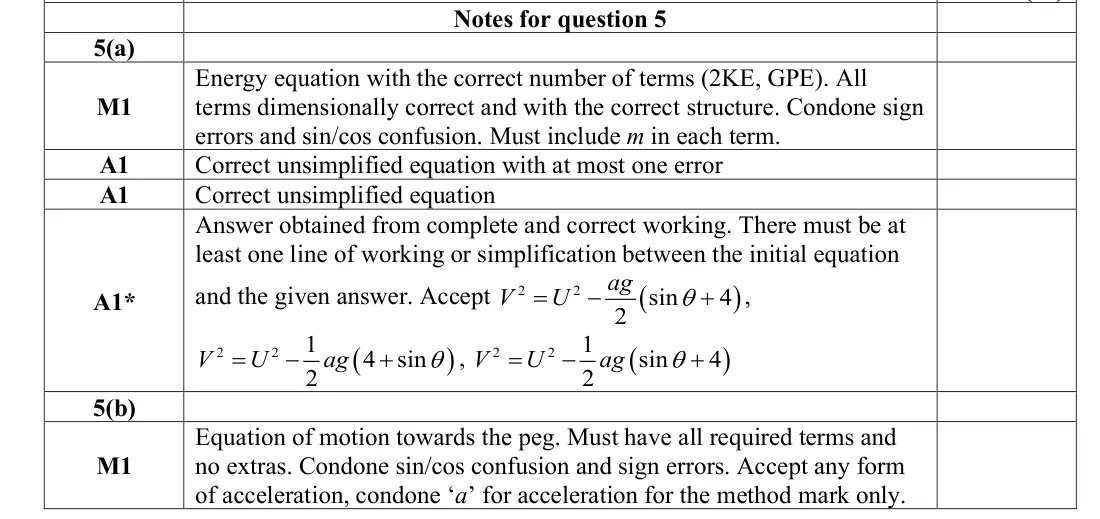 Notes for question 5
5(a)
M1
Energy equation with the correct number of terms (2KE, GPE). All
terms dimensionally correct and with the correct structure. Condone sign
errors and sin/cos confusion. Must include m in each term.
A1
Correct unsimplified equation with at most one error
A1
Correct unsimplified equation
A1*
Answer obtained from complete and correct working. There must be at
least one line of working or simplification between the initial equation
and the given answer. Accept V² = U² − ag/2 (sin θ + 4),
V² = U² − 1/2 ag(4 + sin θ), V² = U² − 1/2 ag(sin θ + 4)
5(b)
M1
Equation of motion towards the peg. Must have all required terms and
no extras. Condone sin/cos confusion and sign errors. Accept any form
of acceleration, condone ‘a’ for acceleration for the method mark only.